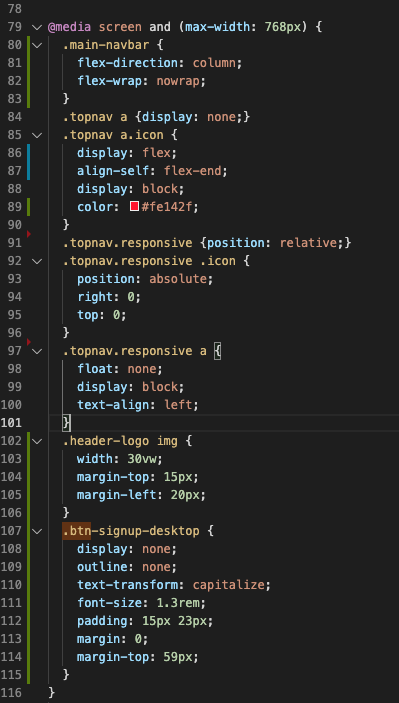 78
79 @media screen and (max-width: 768px) {
80 .main-navbar {
81 flex-direction: column;
82 flex-wrap: nowrap;
83 }
84 .topnav a {display: none;}
85 .topnav a.icon {
86 display: flex;
87 align-self: flex-end;
88 display: block;
89 color: #fe142f;
90 }
91 .topnav.responsive {position: relative;}
92 .topnav.responsive .icon {
93 position: absolute;
94 right: 0;
95 top: 0;
96 }
97 .topnav.responsive a {
98 float: none;
99 display: block;
100 text-align: left;
101 }
102 .header-logo img {
103 width: 30vw;
104 margin-top: 15px;
105 margin-left: 20px;
106 }
107 .btn-signup-desktop {
108 display: none;
109 outline: none;
110 text-transform: capitalize;
111 font-size: 1.3rem;
112 padding: 15px 23px;
113 margin: 0;
114 margin-top: 59px;
115 }
116 }